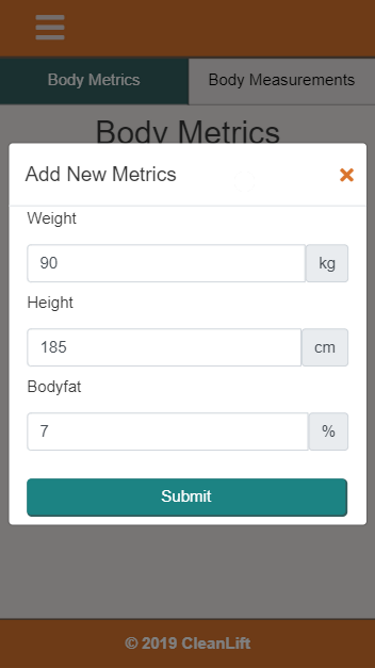 Body Metrics
Body Measurements
Body Metrics
Add New Metrics
Weight
90
kg
Height
185
cm
Bodyfat
7
%
Submit
© 2019 CleanLift